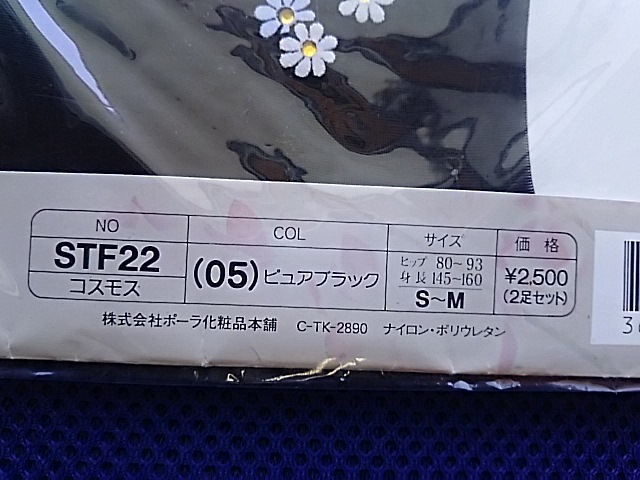 NO
STF22
コスモス
COL
(05)ピュアブラック
サイズ
ヒップ 80〜93
身長145〜160
S〜M
価格
¥2,500
(2足セット)
株式会社ポーラ化粧品本舗 C-TK-2890 ナイロン・ポリウレタン